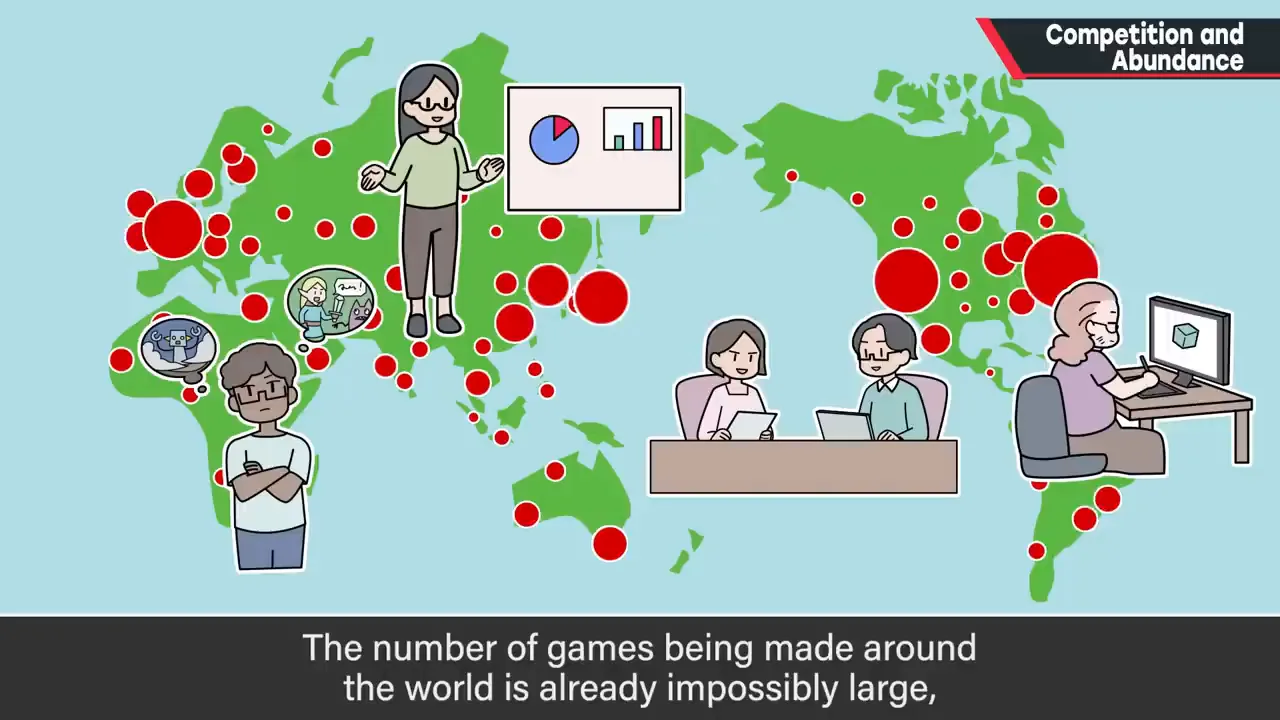 Competition and
Abundance
The number of games being made around
the world is already impossibly large,